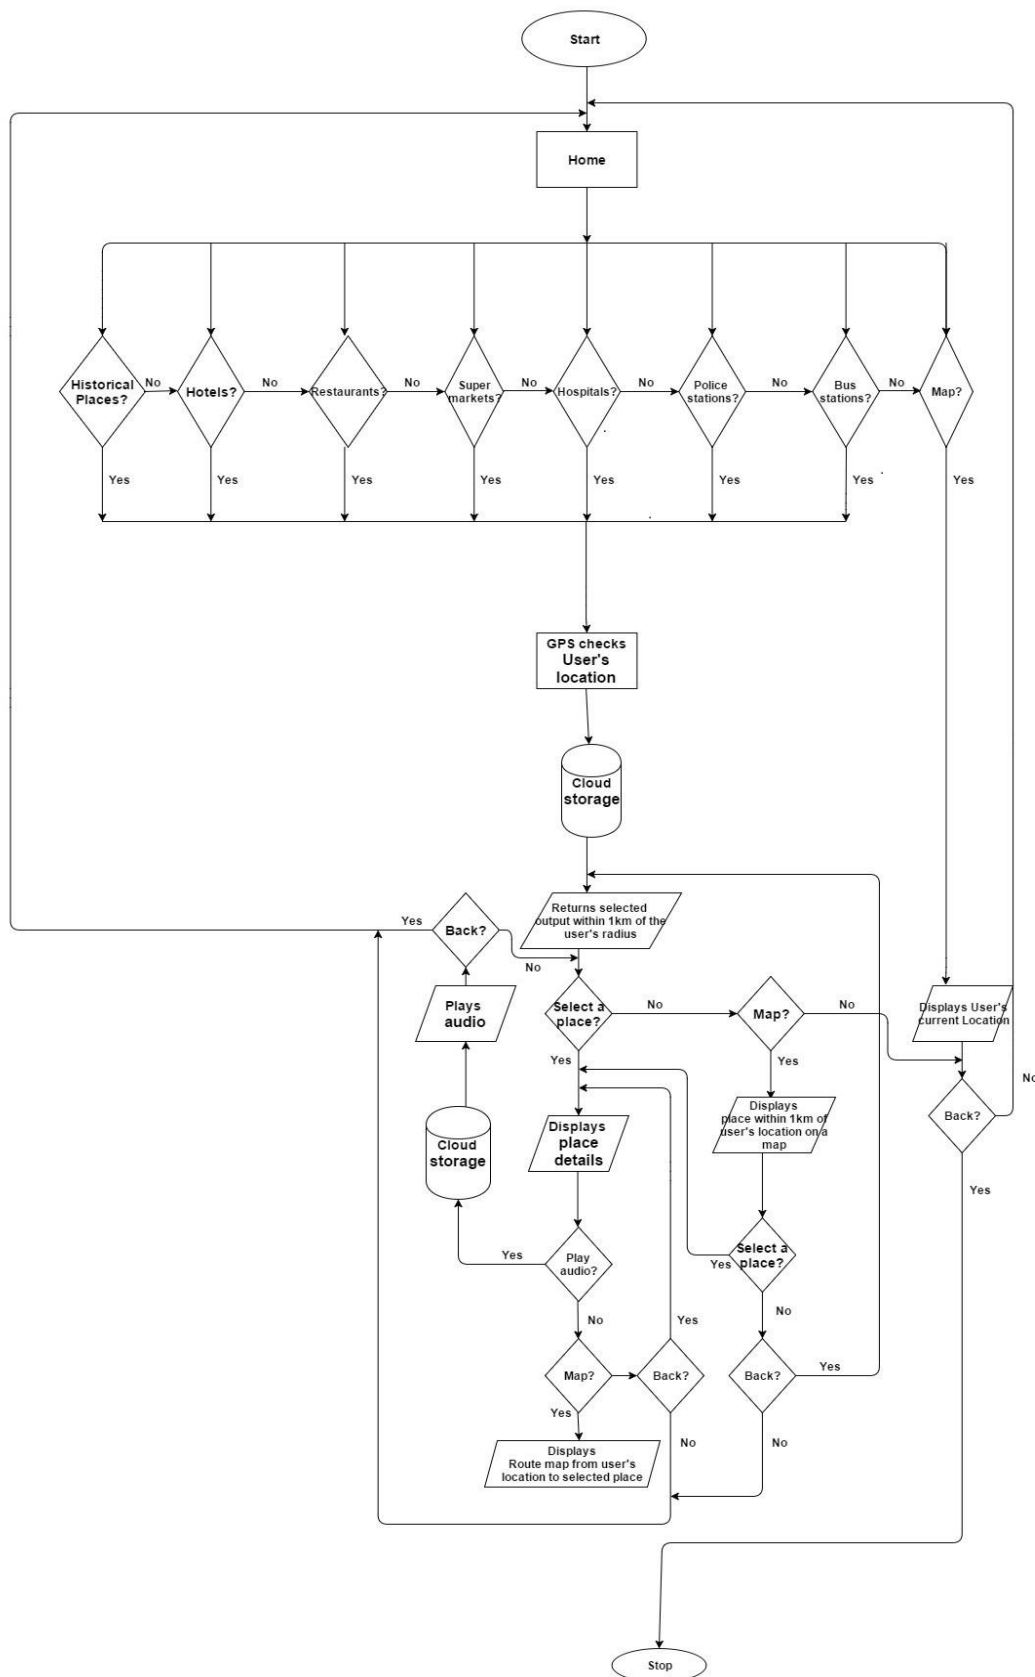 Start
Home
Historical
Places?
No
Hotels?
No
Restaurants?
No
Super
markets?
No
Hospitals?
No
Police
stations?
No
Bus
stations?
No
Map?
Yes
Yes
Yes
Yes
Yes
Yes
Yes
Yes
GPS checks
User's
location
Cloud
storage
Returns selected
output within 1km of the
user's radius
Yes
Back?
No
Plays
audio
Select a
place?
No
Map?
No
Displays User's
current Location
Yes
Yes
No
Back?
Yes
Displays
place
details
Displays
place within 1km of
user's location on a
map
Cloud
storage
Yes
Play
audio?
Yes
Select a
place?
No
No
Map?
Yes
Back?
Yes
Back?
Yes
No
No
Displays
Route map from user's
location to selected place
Stop